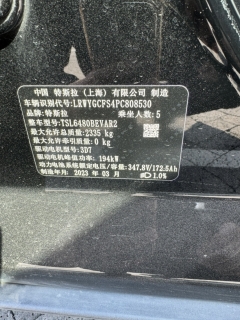 中国 特斯拉（上海）有限公司 制造
车辆识别代号:LRWYGCFS4PC808530
品牌:特斯拉 乘坐人数:5
整车型号:TSL6480BEVAR2
最大允许总质量:2335 kg
最大允许牵引质量:0 kg
驱动电机型号:3D7
驱动电机峰值功率:194kW
动力电池系统额定电压/容量:347.8V/172.5Ah
制造年月:2023 年 03 月
1.0%